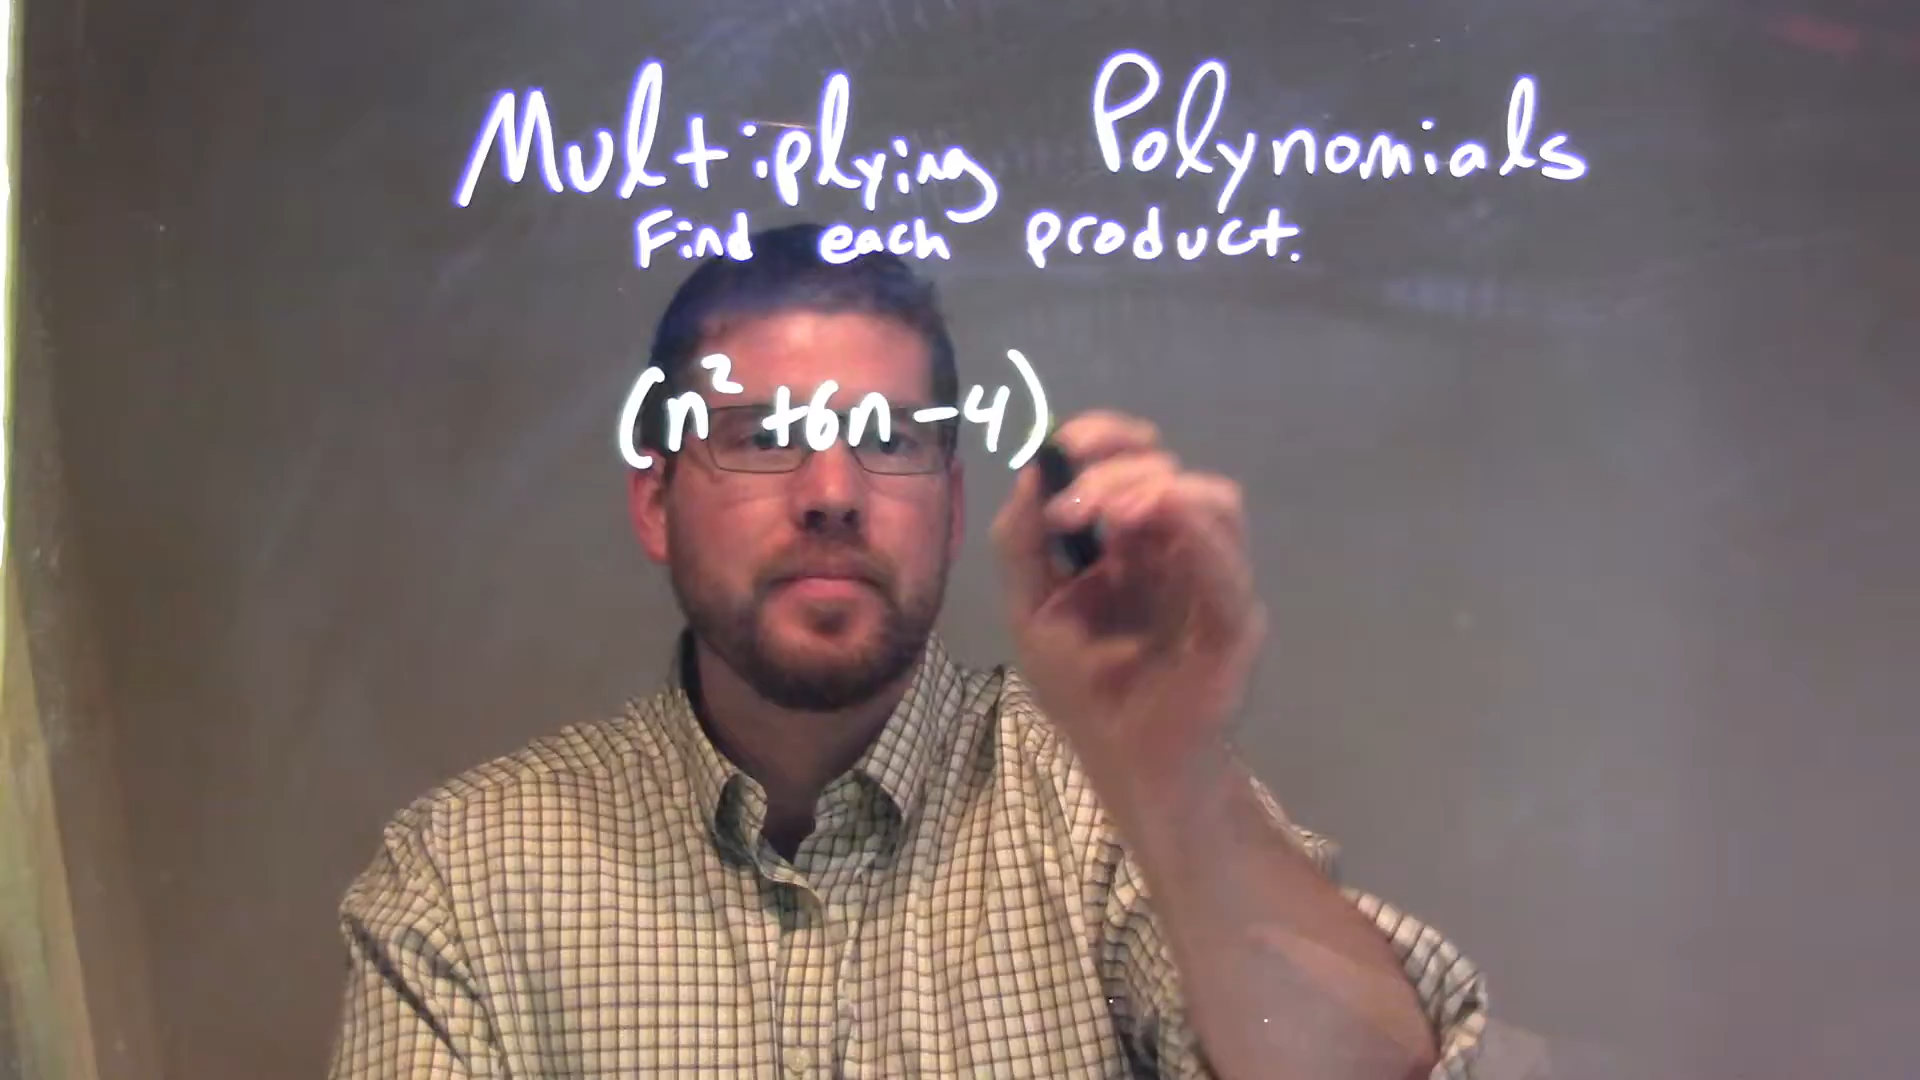 Multiplying Polynomials
Find each product.
(n² +6n -4)